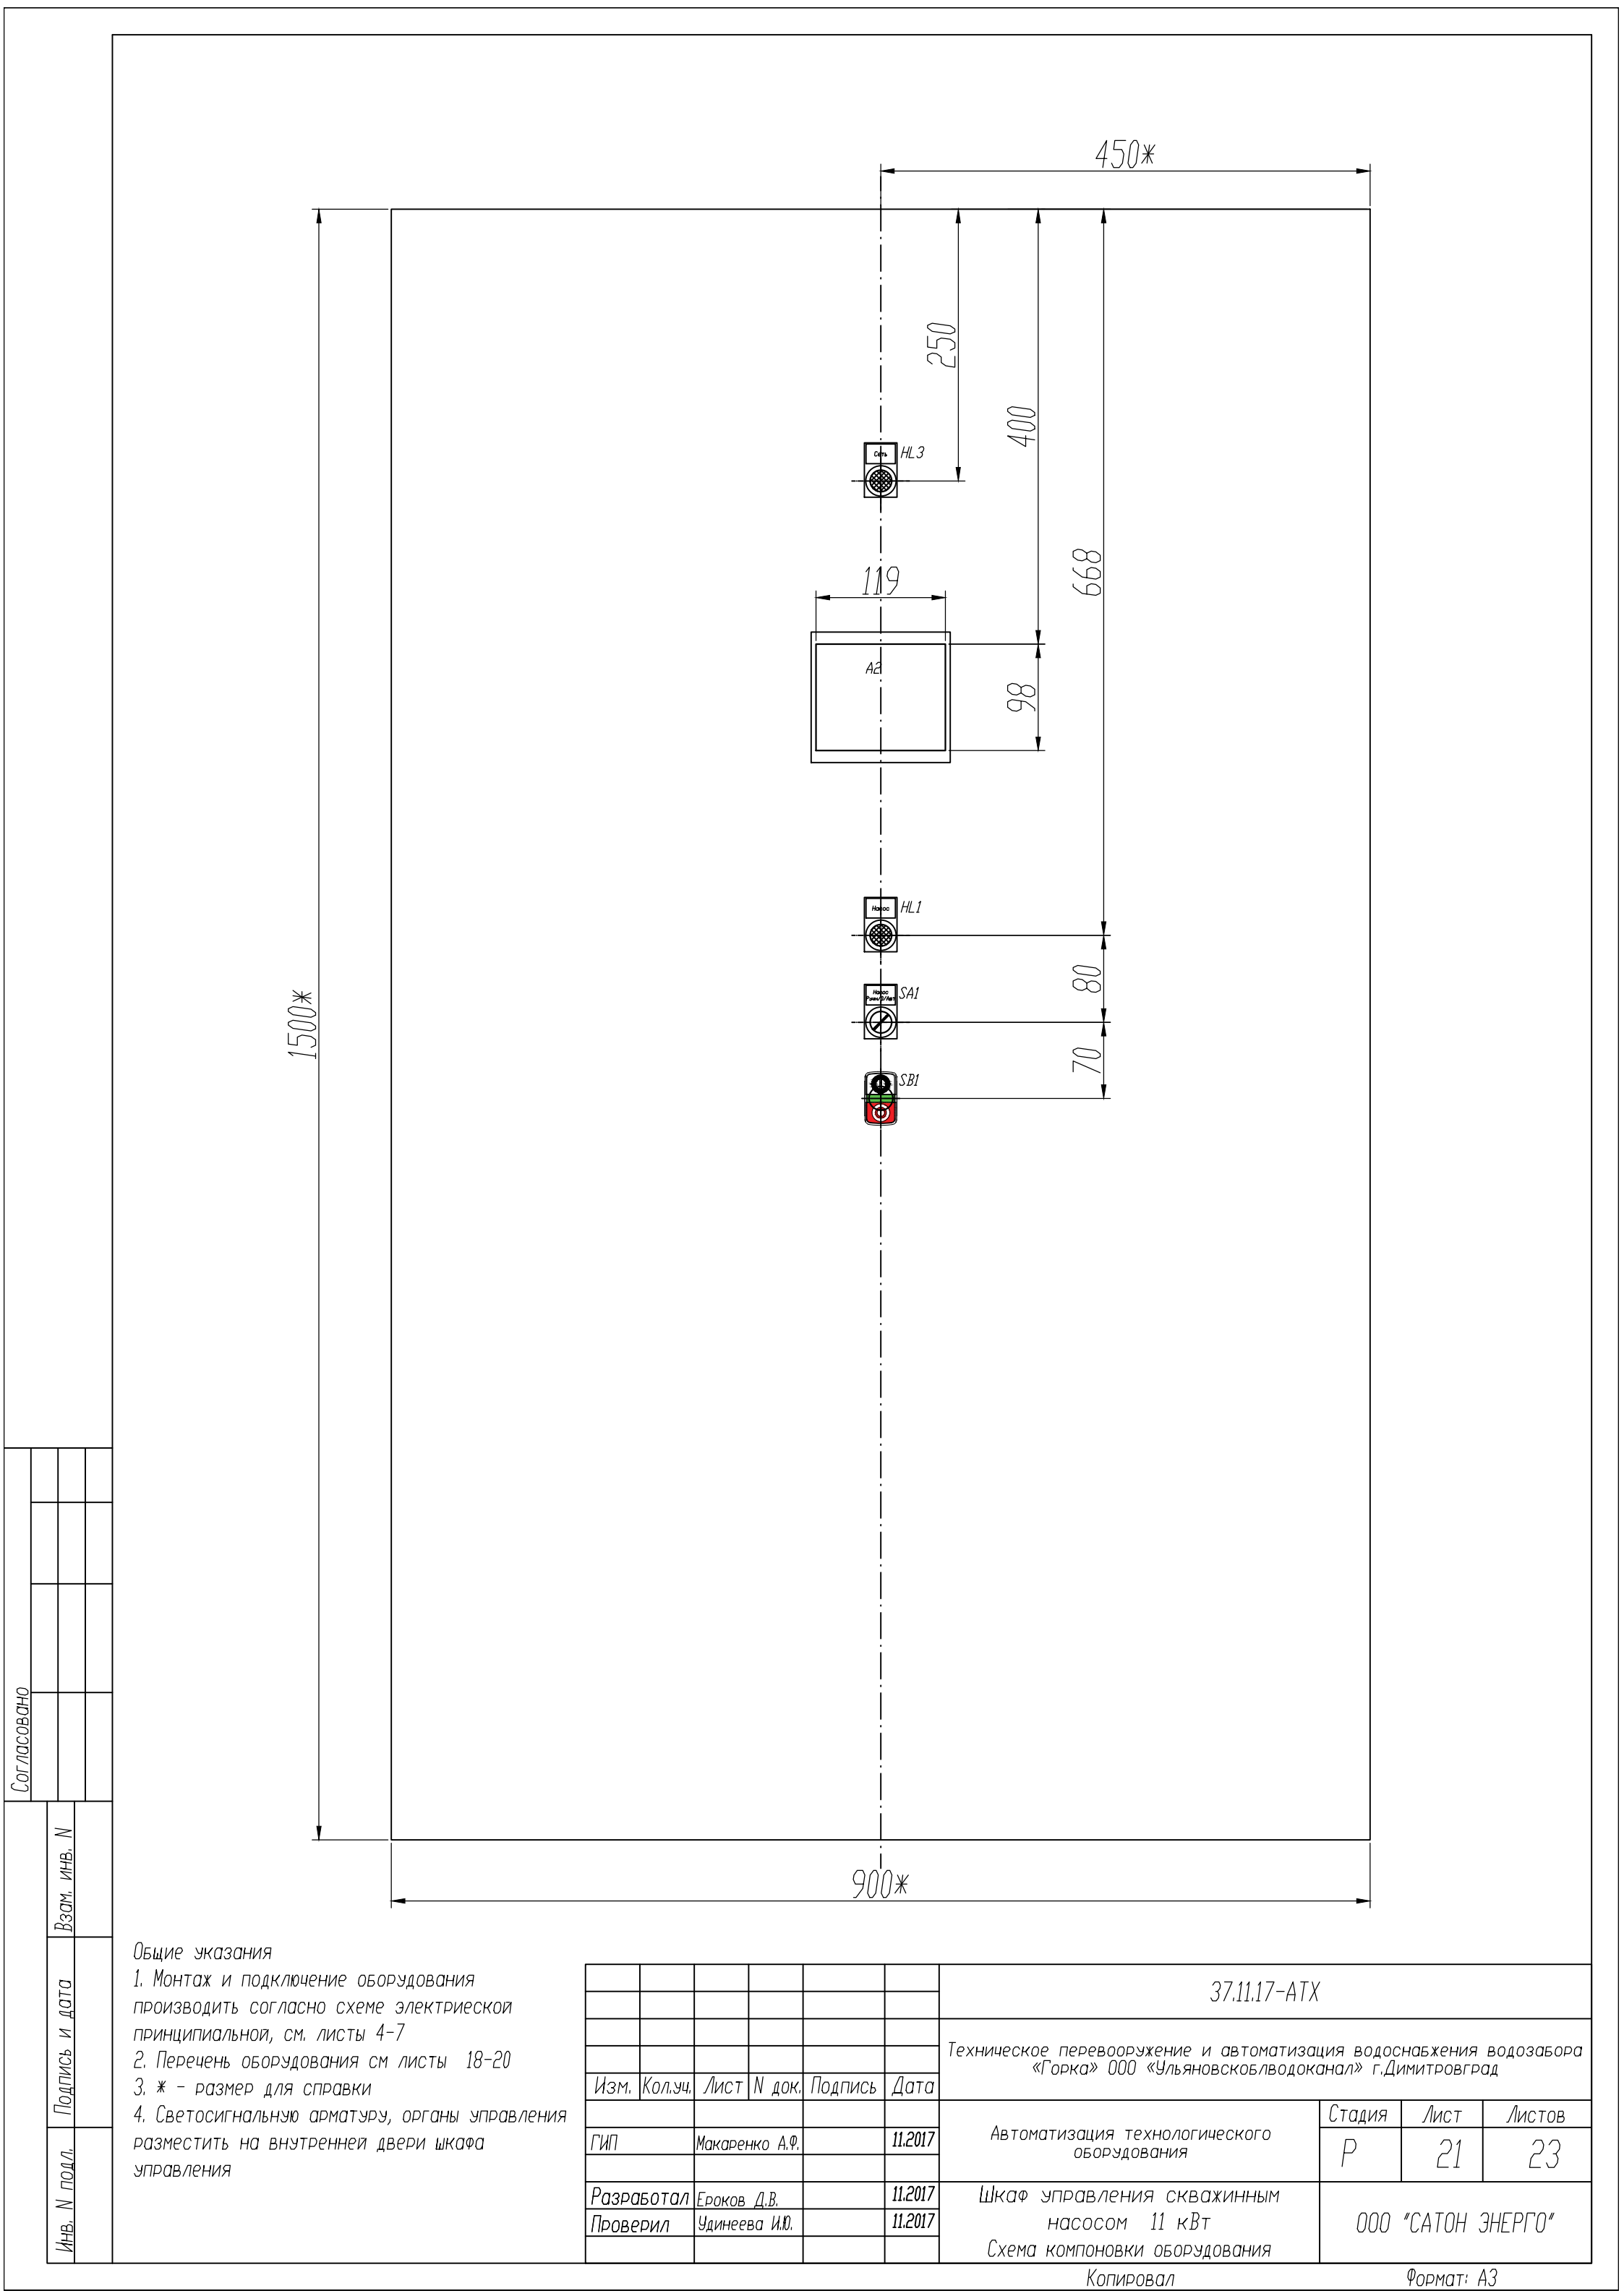 450*
250
400
668
Сеть
HL3
119
A2
98
Насос
HL1
80
1500*
Насос
Ручн/0/Авт
SA1
70
SB1
900*
Согласовано
Взам. инв. N
Подпись и дата
Инв. N подл.
Общие указания
1. Монтаж и подключение оборудования
производить согласно схеме электриеской
принципиальной, см. листы 4-7
2. Перечень оборудования см листы 18-20
3. * - размер для справки
4. Светосигнальную арматуру, органы управления
разместить на внутренней двери шкафа
управления
37.11.17-АТХ
Техническое перевооружение и автоматизация водоснабжения водозабора
«Горка» ООО «Ульяновскоблводоканал» г.Димитровград
Изм. Кол.уч. Лист N док. Подпись Дата
Автоматизация технологического
оборудования
Стадия Лист Листов
Р 21 23
ГИП Макаренко А.Ф. 11.2017
Разработал Ероков Д.В. 11.2017
Проверил Удинеева И.Ю. 11.2017
Шкаф управления скважинным
насосом 11 кВт
Схема компоновки оборудования
ООО "САТОН ЭНЕРГО"
Копировал Формат: А3